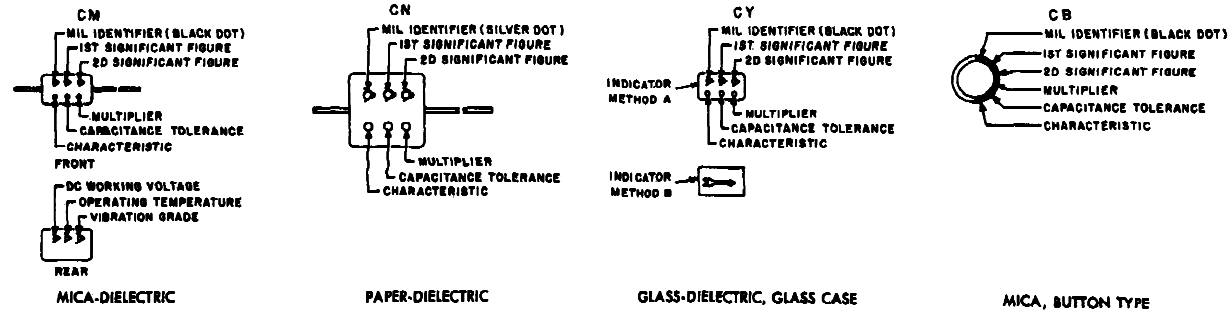 CM
MIL IDENTIFIER (BLACK DOT)
1ST SIGNIFICANT FIGURE
2D SIGNIFICANT FIGURE
MULTIPLIER
CAPACITANCE TOLERANCE
CHARACTERISTIC
FRONT
DC WORKING VOLTAGE
OPERATING TEMPERATURE
VIBRATION GRADE
REAR
MICA-DIELECTRIC
CN
MIL IDENTIFIER (SILVER DOT)
1ST SIGNIFICANT FIGURE
2D SIGNIFICANT FIGURE
MULTIPLIER
CAPACITANCE TOLERANCE
CHARACTERISTIC
PAPER-DIELECTRIC
CY
MIL IDENTIFIER (BLACK DOT)
1ST SIGNIFICANT FIGURE
2D SIGNIFICANT FIGURE
INDICATOR
METHOD A
MULTIPLIER
CAPACITANCE TOLERANCE
CHARACTERISTIC
INDICATOR
METHOD B
GLASS-DIELECTRIC, GLASS CASE
CB
MIL IDENTIFIER (BLACK DOT)
1ST SIGNIFICANT FIGURE
2D SIGNIFICANT FIGURE
MULTIPLIER
CAPACITANCE TOLERANCE
CHARACTERISTIC
MICA, BUTTON TYPE